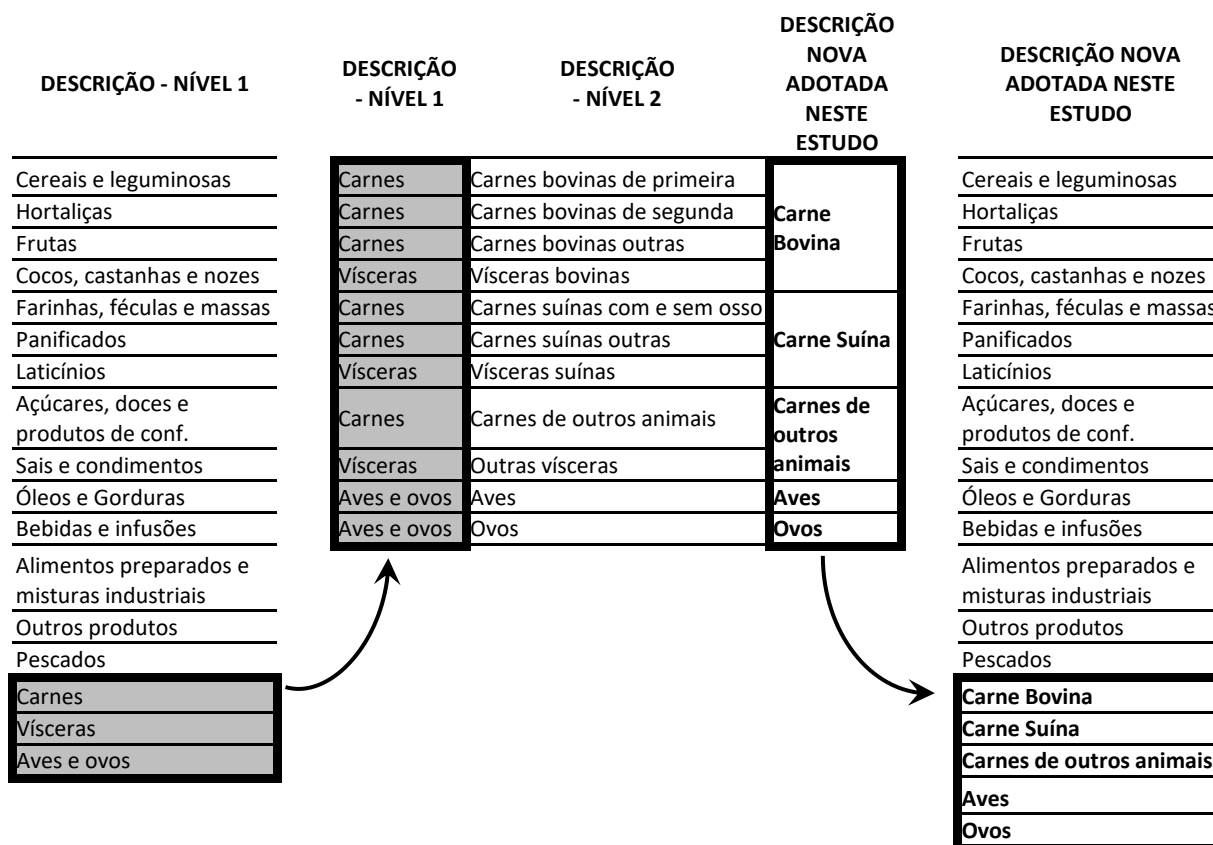 DESCRIÇÃO - NÍVEL 1
Cereais e leguminosas
Hortaliças
Frutas
Cocos, castanhas e nozes
Farinhas, féculas e massas
Panificados
Laticínios
Açúcares, doces e
produtos de conf.
Sais e condimentos
Óleos e Gorduras
Bebidas e infusões
Alimentos preparados e
misturas industriais
Outros produtos
Pescados
Carnes
Vísceras
Aves e ovos
DESCRIÇÃO
- NÍVEL 1
DESCRIÇÃO
- NÍVEL 2
DESCRIÇÃO
NOVA
ADOTADA
NESTE
ESTUDO
Carnes
Carnes bovinas de primeira
Carnes
Carnes bovinas de segunda
Carnes
Carnes bovinas outras
Vísceras
Vísceras bovinas
Carne
Bovina
Carnes
Carnes suínas com e sem osso
Carnes
Carnes suínas outras
Vísceras
Vísceras suínas
Carne Suína
Carnes
Carnes de outros animais
Vísceras
Outras vísceras
Carnes de
outros
animais
Aves e ovos
Aves
Aves
Aves e ovos
Ovos
Ovos
DESCRIÇÃO NOVA
ADOTADA NESTE
ESTUDO
Cereais e leguminosas
Hortaliças
Frutas
Cocos, castanhas e nozes
Farinhas, féculas e massas
Panificados
Laticínios
Açúcares, doces e
produtos de conf.
Sais e condimentos
Óleos e Gorduras
Bebidas e infusões
Alimentos preparados e
misturas industriais
Outros produtos
Pescados
Carne Bovina
Carne Suína
Carnes de outros animais
Aves
Ovos